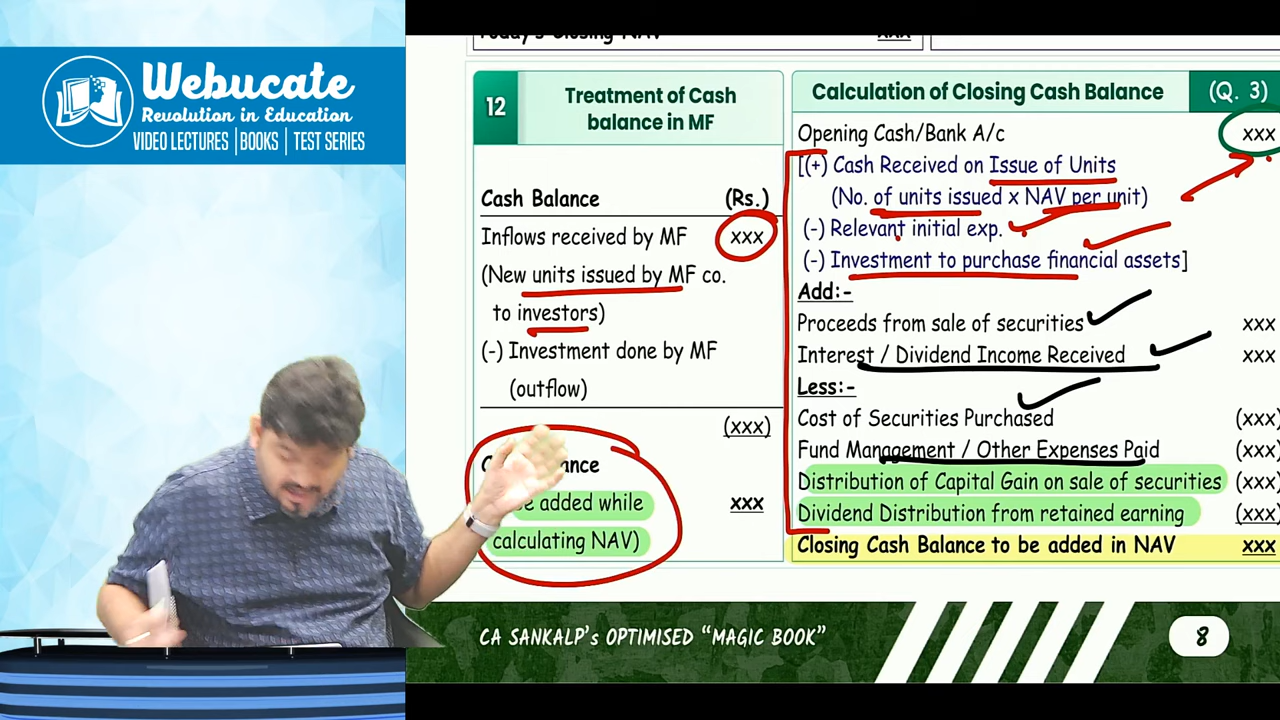 Webucate
Revolution in Education
VIDEO LECTURES | BOOKS | TEST SERIES
Today's Closing NAV xxx
12
Treatment of Cash
balance in MF
Cash Balance (Rs.)
Inflows received by MF xxx
(New units issued by MF co.
to investors)
(-) Investment done by MF
(outflow)
(xxx)
added while xxx
calculating NAV)
Calculation of Closing Cash Balance (Q. 3)
Opening Cash/Bank A/c xxx
[(+) Cash Received on Issue of Units
(No. of units issued x NAV per unit)
(-) Relevant initial exp.
(-) Investment to purchase financial assets]
Add:-
Proceeds from sale of securities xxx
Interest / Dividend Income Received xxx
Less:-
Cost of Securities Purchased (xxx)
Fund Management / Other Expenses Paid (xxx)
Distribution of Capital Gain on sale of securities (xxx)
Dividend Distribution from retained earning (xxx)
Closing Cash Balance to be added in NAV xxx
CA SANKALP's OPTIMISED "MAGIC BOOK"
8